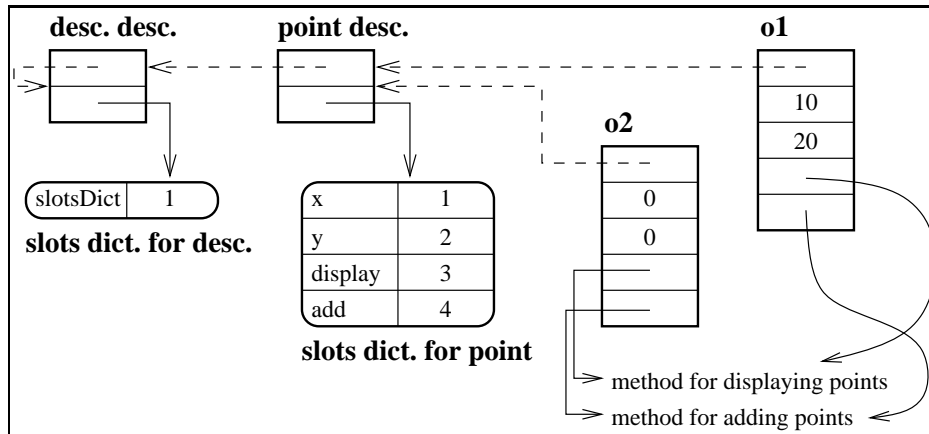 desc. desc.
point desc.
o1
10
20
o2
0
0
slotsDict 1
slots dict. for desc.
x 1
y 2
display 3
add 4
slots dict. for point
method for displaying points
method for adding points